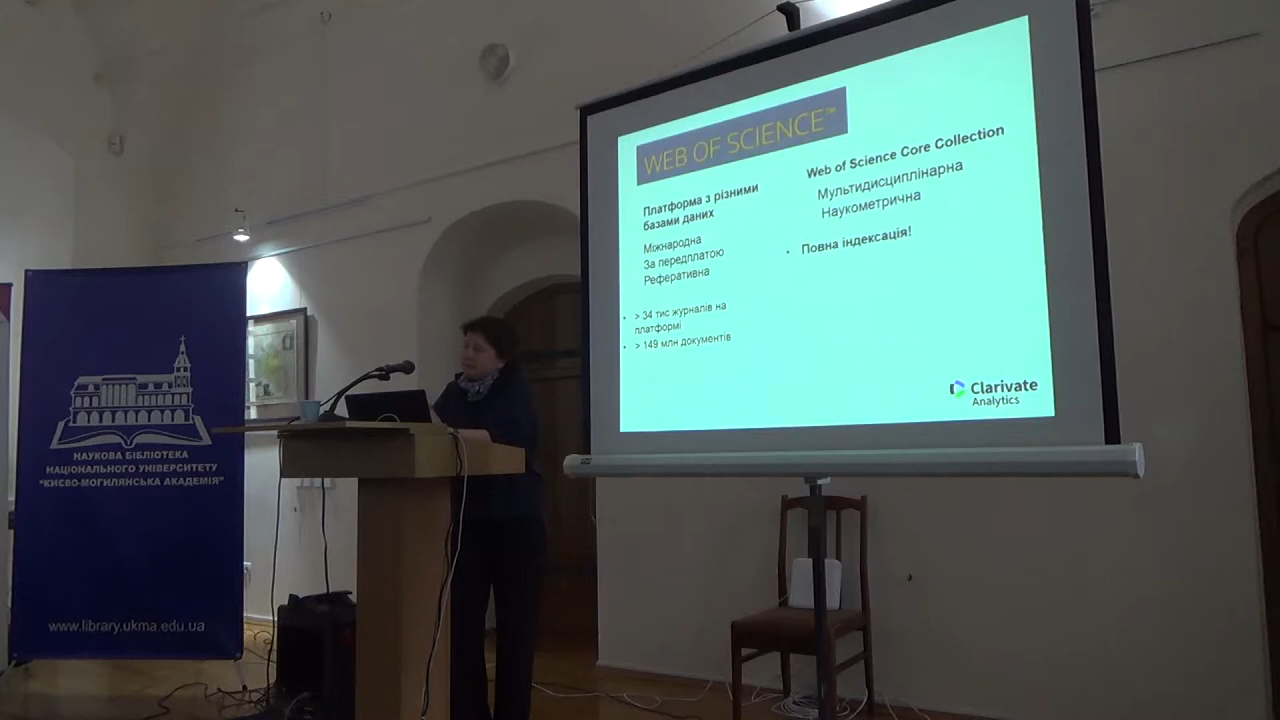 WEB OF SCIENCE™
Платформа з різними
базами даних
Міжнародна
За передплатою
Реферативна
• > 34 тис журналів на
платформі
• > 149 млн документів
Web of Science Core Collection
Мультидисциплінарна
Наукометрична
• Повна індексація!
Clarivate
Analytics
НАУКОВА БІБЛІОТЕКА
НАЦІОНАЛЬНОГО УНІВЕРСИТЕТУ
"КИЄВО-МОГИЛЯНСЬКА АКАДЕМІЯ"
www.library.ukma.edu.ua